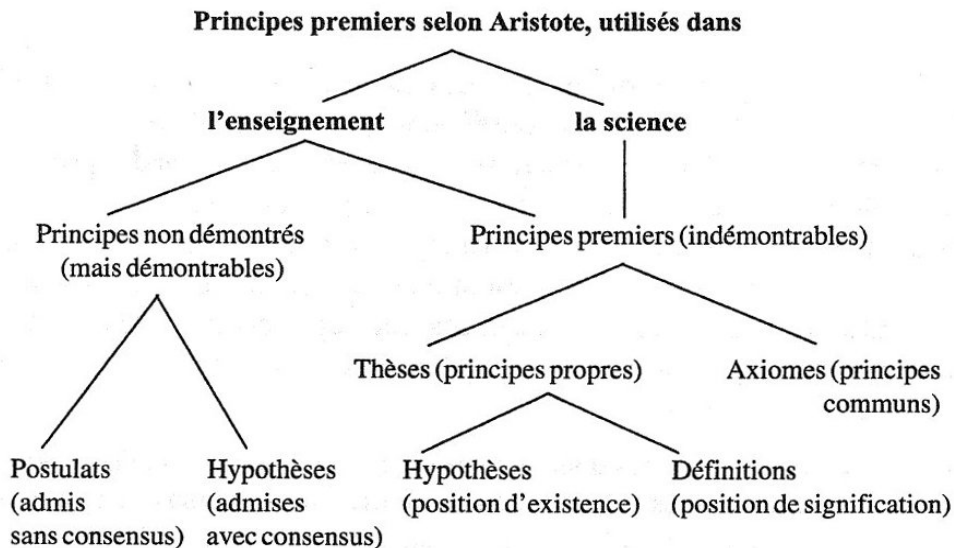 Principes premiers selon Aristote, utilisés dans
l'enseignement
la science
Principes non démontrés
(mais démontrables)
Principes premiers (indémontrables)
Thèses (principes propres)
Axiomes (principes
communs)
Postulats
(admis
sans consensus)
Hypothèses
(admises
avec consensus)
Hypothèses
(position d'existence)
Définitions
(position de signification)